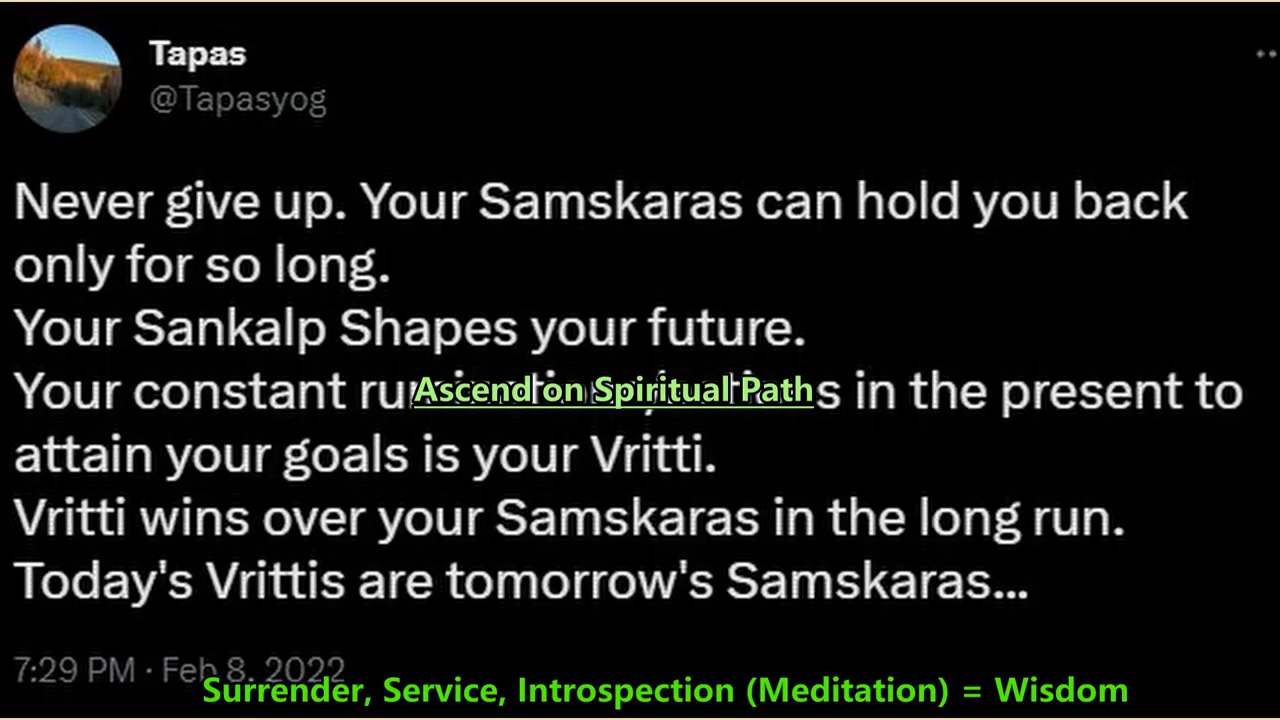 Tapas
@Tapasyog
Never give up. Your Samskaras can hold you back
only for so long.
Your Sankalp Shapes your future.
Your constant in the present to
Ascend on Spiritual Path
attain your goals is your Vritti.
Vritti wins over your Samskaras in the long run.
Today's Vrittis are tomorrow's Samskaras...
7:29 PM · Feb 8, 2022
Surrender, Service, Introspection (Meditation) = Wisdom